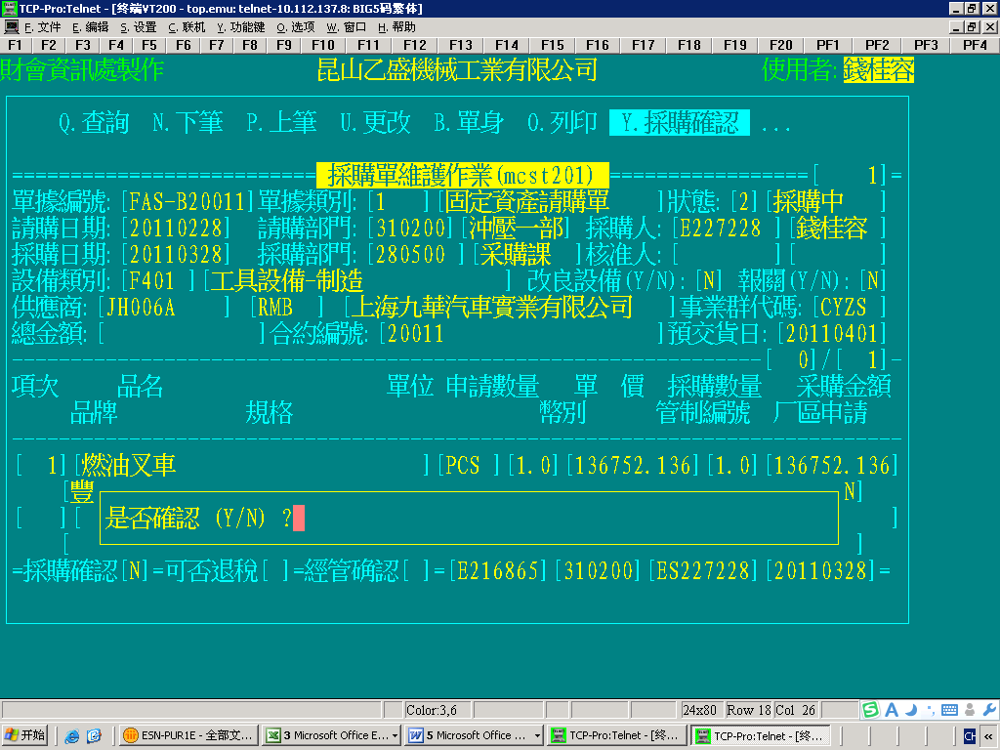 TCP-Pro:Telnet - [终端VT200 - top.emu: telnet-10.112.137.8: BIG5码繁体]
F. 文件 E. 编辑 S. 设置 C. 联机 Y. 功能键 O. 选项 W. 窗口 H. 帮助
F1 F2 F3 F4 F5 F6 F7 F8 F9 F10 F11 F12 F13 F14 F15 F16 F17 F18 F19 F20 PF1 PF2 PF3 PF4
財會資訊處製作 昆山乙盛機械工業有限公司 使用者:錢桂容
Q.查詢 N.下筆 P.上筆 U.更改 B.單身 O.列印 Y.採購確認 ...
==========================採購單維護作業(mcst201)=================[ 1]=
單據編號:[FAS-B20011]單據類別:[1 ][固定資產請購單 ]狀態:[2][採購中 ]
請購日期:[20110228] 請購部門:[310200][沖壓一部] 採購人:[E227228 ][錢桂容 ]
採購日期:[20110328] 採購部門:[280500 ][采購課 ]核准人:[ ][ ]
設備類別:[F401 ][工具設備-制造 ] 改良設備(Y/N):[N] 報關(Y/N):[N]
供應商:[JH006A ] [RMB ] [上海九華汽車實業有限公司 ]事業群代碼:[CYZS ]
總金額:[ ]合約編號:[20011 ]預交貨日:[20110401]
----------------------------------------------------------------[ 0]/[ 1]-
項次 品名 單位 申請數量 單 價 採購數量 采購金額
品牌 規格 幣別 管制編號 厂區申請
----------------------------------------------------------------------------
[ 1][燃油叉車 ][PCS ][1.0][136752.136][1.0][136752.136]
[豐 N]
[ ][ ]
是否確認 (Y/N) ?
[ ]
=採購確認[N]=可否退稅[ ]=經管确認[ ]=[E216865][310200][ES227228][20110328]=
Color:3,6 24x80 Row 18 Col 26
开始 ESN-PUR1E - 全部文... 3 Microsoft Office E... 5 Microsoft Office ... TCP-Pro:Telnet - [终... TCP-Pro:Telnet - [终... CH «